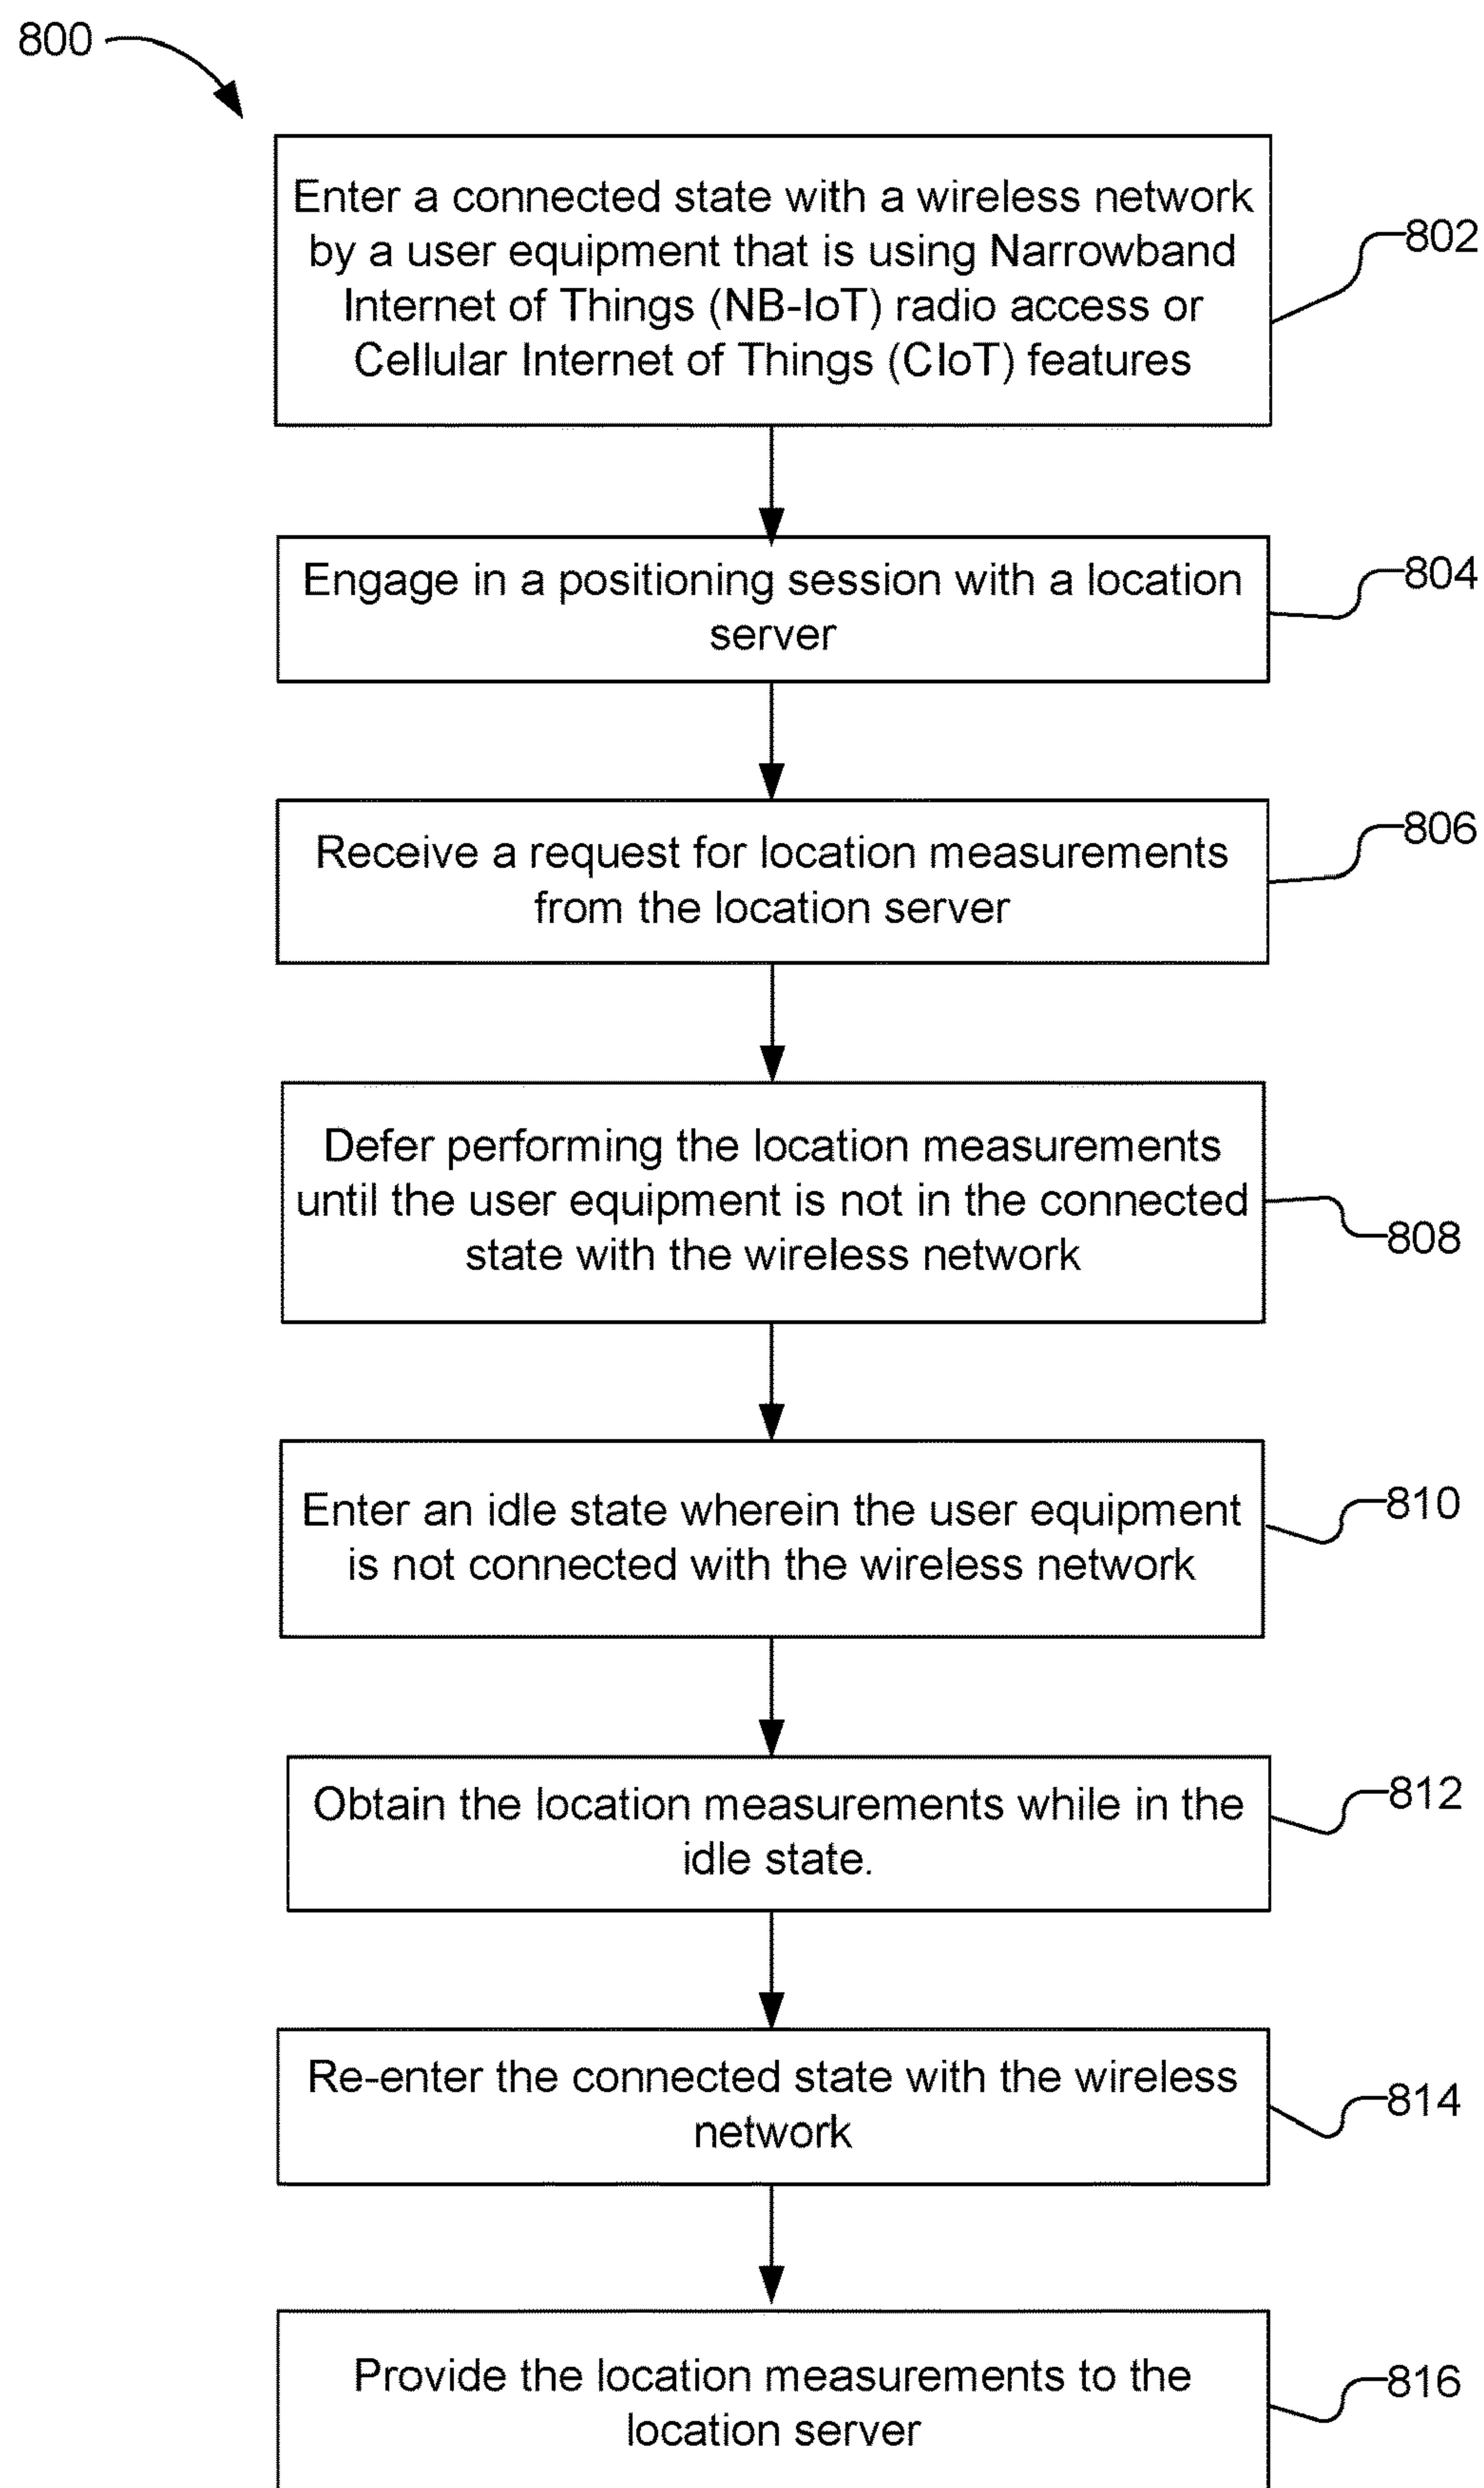 800
Enter a connected state with a wireless network
by a user equipment that is using Narrowband
Internet of Things (NB-IoT) radio access or
Cellular Internet of Things (CIoT) features
802
Engage in a positioning session with a location
server
804
Receive a request for location measurements
from the location server
806
Defer performing the location measurements
until the user equipment is not in the connected
state with the wireless network
808
Enter an idle state wherein the user equipment
is not connected with the wireless network
810
Obtain the location measurements while in the
idle state.
812
Re-enter the connected state with the wireless
network
814
Provide the location measurements to the
location server
816